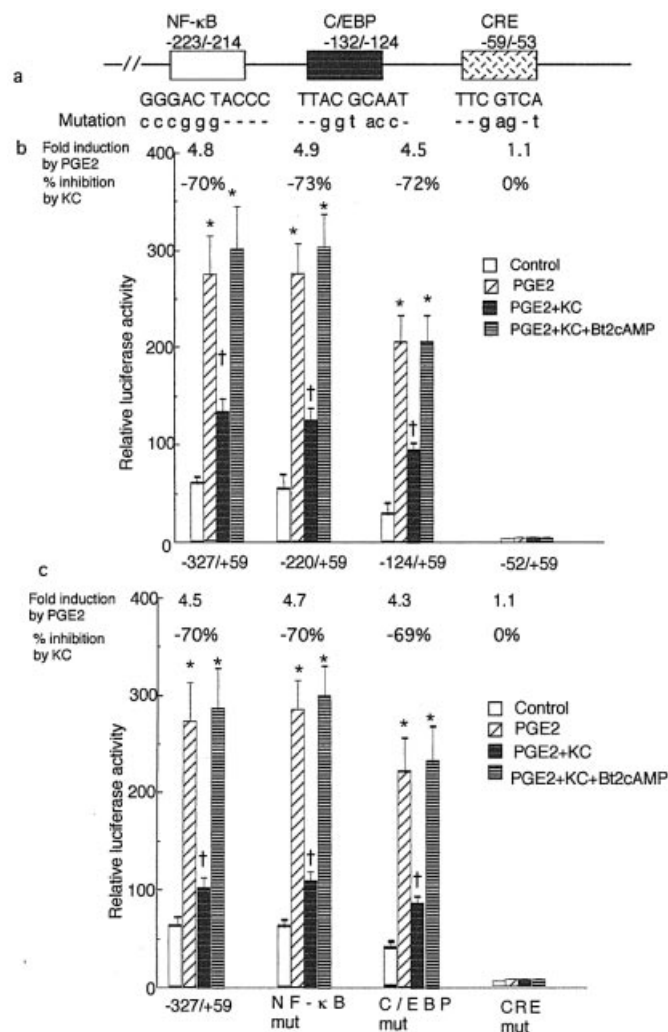 NF-κB C/EBP CRE
-223/-214 -132/-124 -59/-53
a
GGGAC TACCC TTAC GCAAT TTC GTCA
Mutation c c c g g g - - - - - - g g t acc - - - g ag - t
b
Fold induction by PGE2 4.8 4.9 4.5 1.1
% inhibition by KC -70% -73% -72% 0%
Relative luciferase activity
400
300
200
100
0
* * * * * *
† † †
Control
PGE2
PGE2+KC
PGE2+KC+Bt2cAMP
-327/+59 -220/+59 -124/+59 -52/+59
c
Fold induction by PGE2 4.5 4.7 4.3 1.1
% inhibition by KC -70% -70% -69% 0%
Relative luciferase activity
400
300
200
100
0
* * * * * *
† † †
Control
PGE2
PGE2+KC
PGE2+KC+Bt2cAMP
-327/+59 NF-κB mut C/EBP mut CRE mut